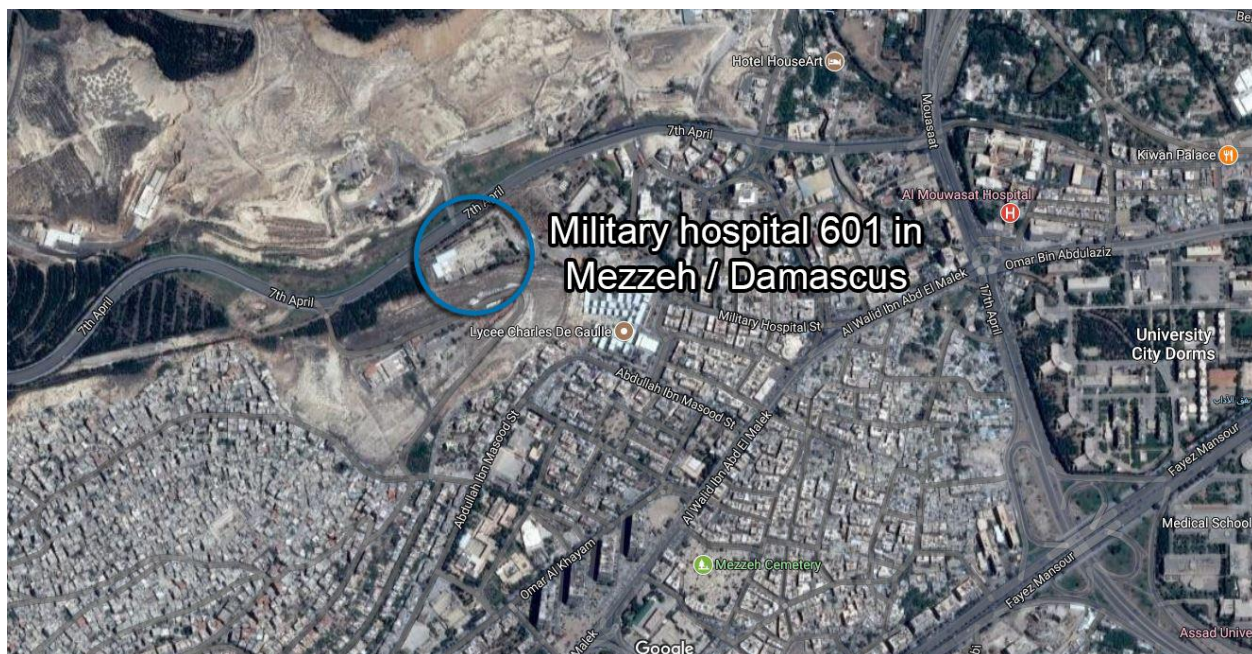 Hotel HouseArt
Mouasaat
7th April
Kiwan Palace
Al Mouwasat Hospital
H
7th April
Military hospital 601 in
Mezzeh / Damascus
Omar Bin Abdulaziz
7th April
7th April
17th April
Al Walid Ibn Abd El Malek
Military Hospital St
Lycee Charles De Gaulle
University
City Dorms
Abdullah Ibn Masood St
Abdullah Ibn Masood St
Al Walid Ibn Abd El Malek
Fayez Mansour
Medical School
Omar Al Khayam
Mezzeh Cemetery
Fayez Mansour
Assad Unive
Malek
Google